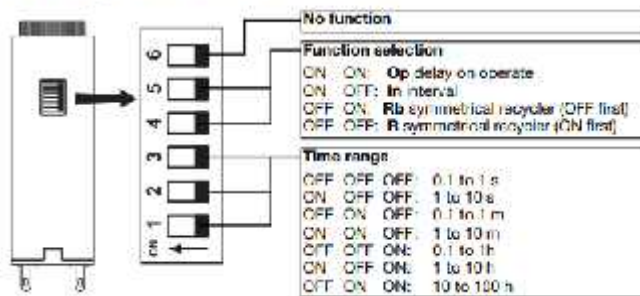 No function
Function selection
ON ON: Op delay on operate
ON OFF: In interval
OFF ON: Rb symmetrical recycler (OFF first)
OFF OFF: R symmetrical recycler (ON first)
Time range
OFF OFF OFF: 0.1 to 1 s
ON OFF OFF: 1 to 10 s
OFF ON OFF: 0.1 to 1 m
ON ON OFF: 1 to 10 m
OFF OFF ON: 0.1 to 1h
ON OFF ON: 1 to 10 h
OFF ON ON: 10 to 100 h
6
5
4
3
2
1
ON